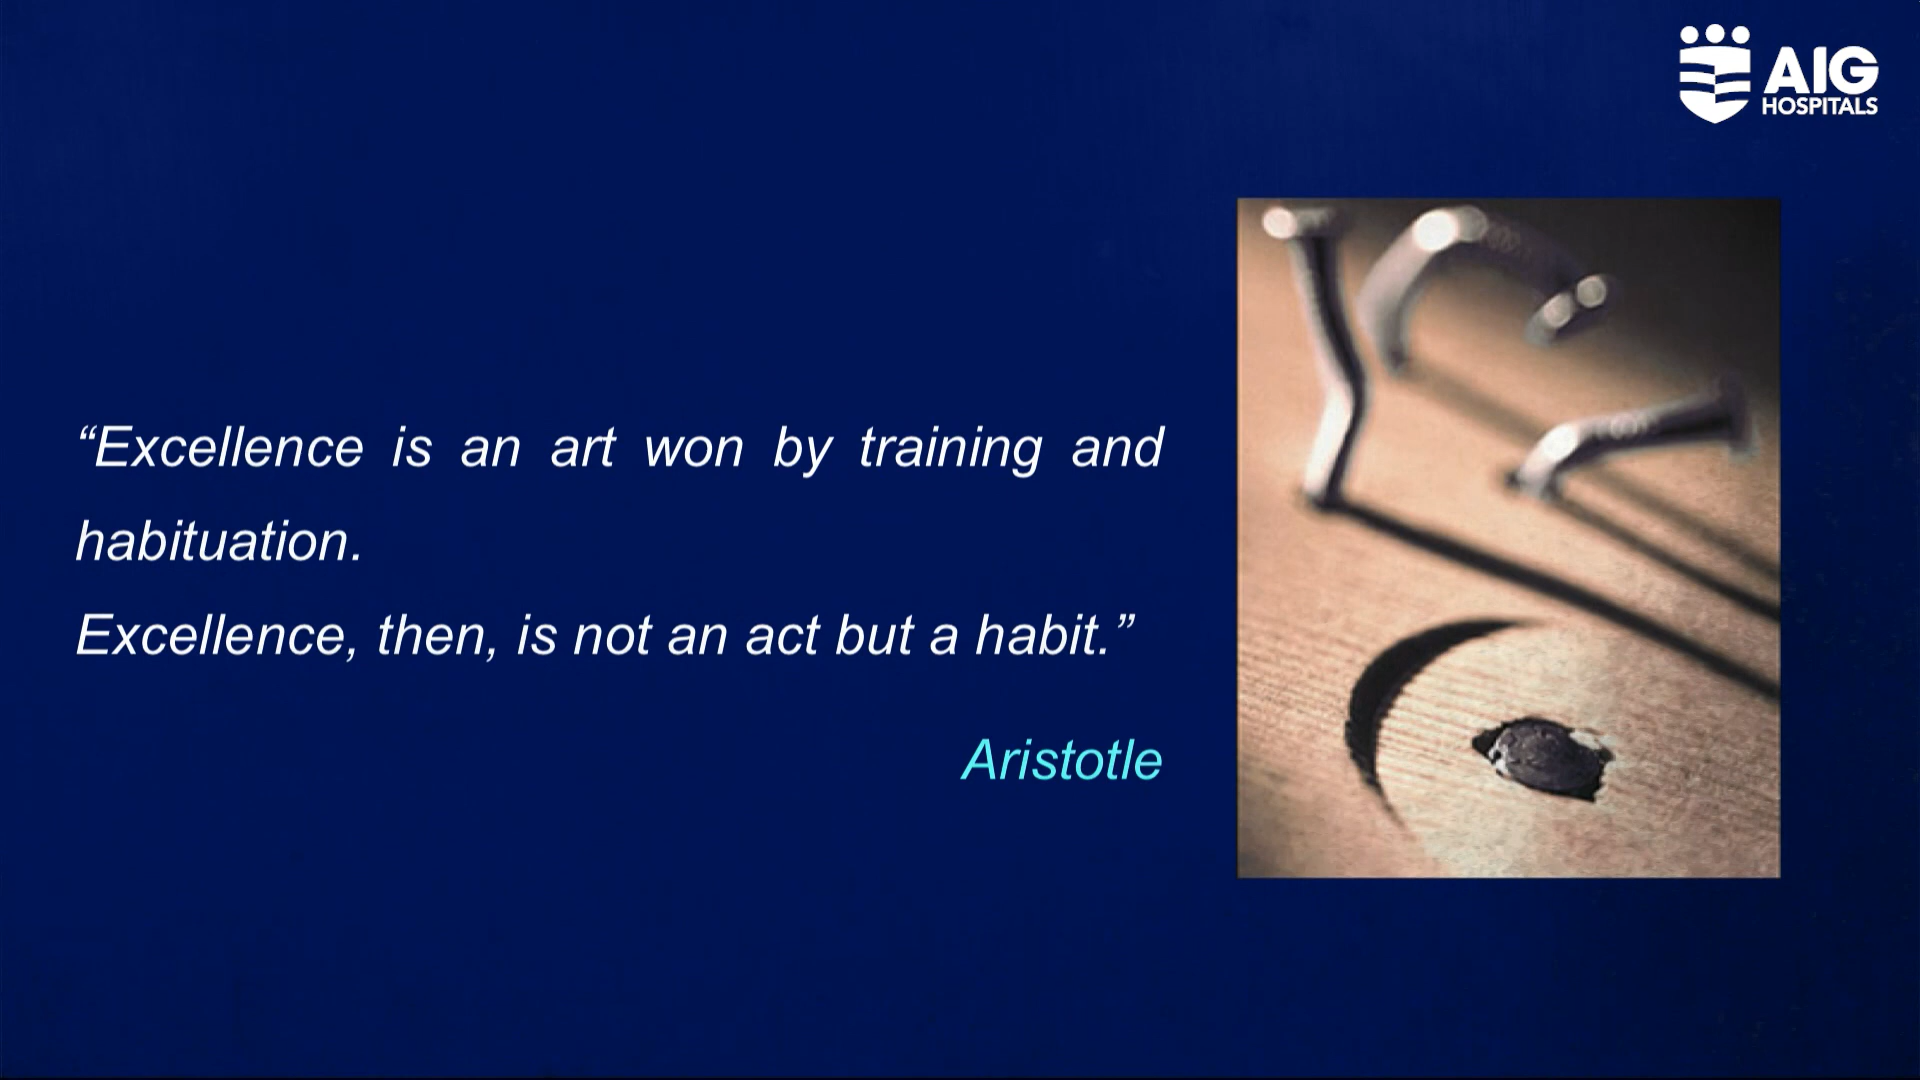 AIG
HOSPITALS
“Excellence is an art won by training and
habituation.
Excellence, then, is not an act but a habit.”
Aristotle